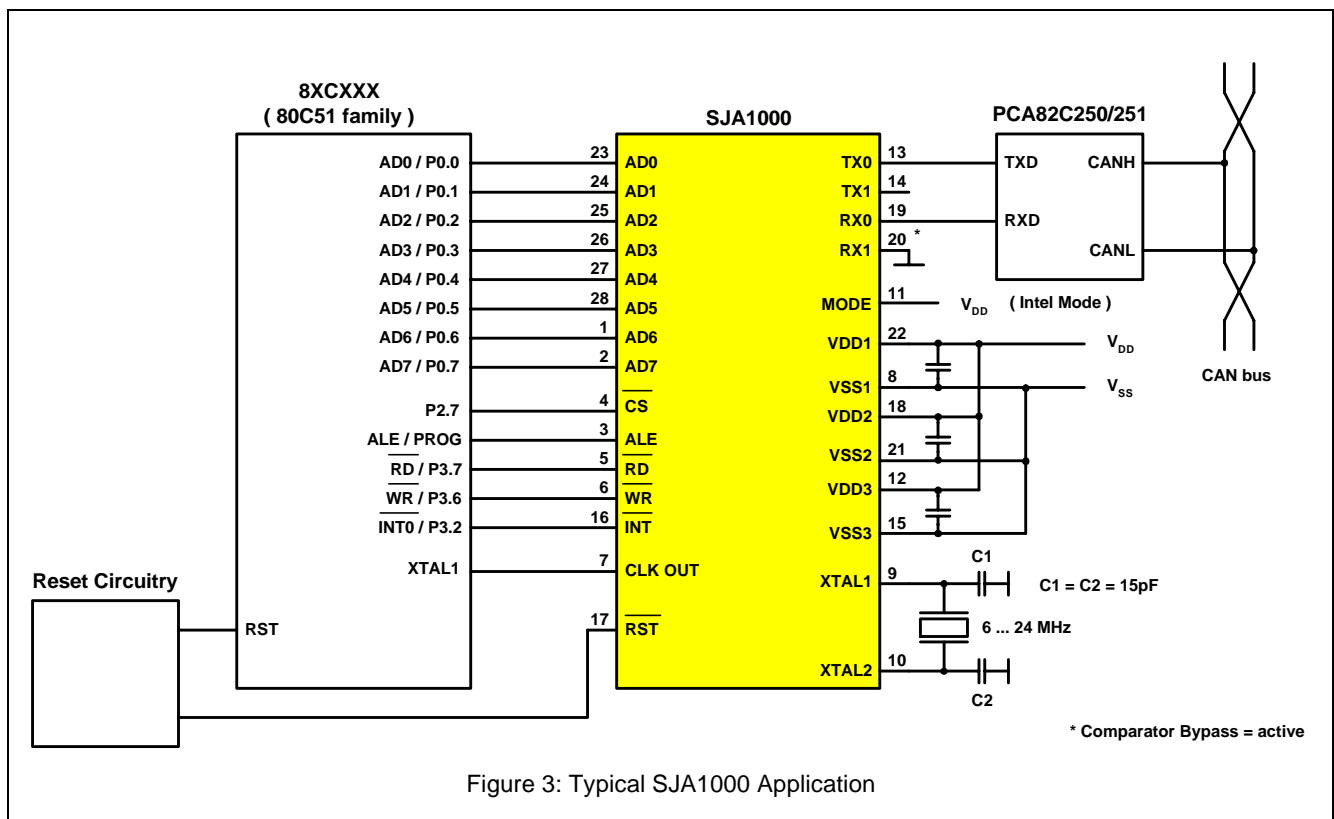 8XCXXX
( 80C51 family )
AD0 / P0.0
AD1 / P0.1
AD2 / P0.2
AD3 / P0.3
AD4 / P0.4
AD5 / P0.5
AD6 / P0.6
AD7 / P0.7
P2.7
ALE / PROG
RD / P3.7
WR / P3.6
INT0 / P3.2
XTAL1
RST
Reset Circuitry
23
24
25
26
27
28
1
2
4
3
5
6
16
7
17
SJA1000
AD0
AD1
AD2
AD3
AD4
AD5
AD6
AD7
CS
ALE
RD
WR
INT
CLK OUT
RST
TX0
TX1
RX0
RX1
MODE
VDD1
VSS1
VDD2
VSS2
VDD3
VSS3
XTAL1
XTAL2
13
14
19
20 *
11
22
8
18
21
12
15
9
10
PCA82C250/251
TXD
RXD
CANH
CANL
VDD ( Intel Mode )
VDD
VSS
CAN bus
C1
C1 = C2 = 15pF
6 ... 24 MHz
C2
* Comparator Bypass = active
Figure 3: Typical SJA1000 Application